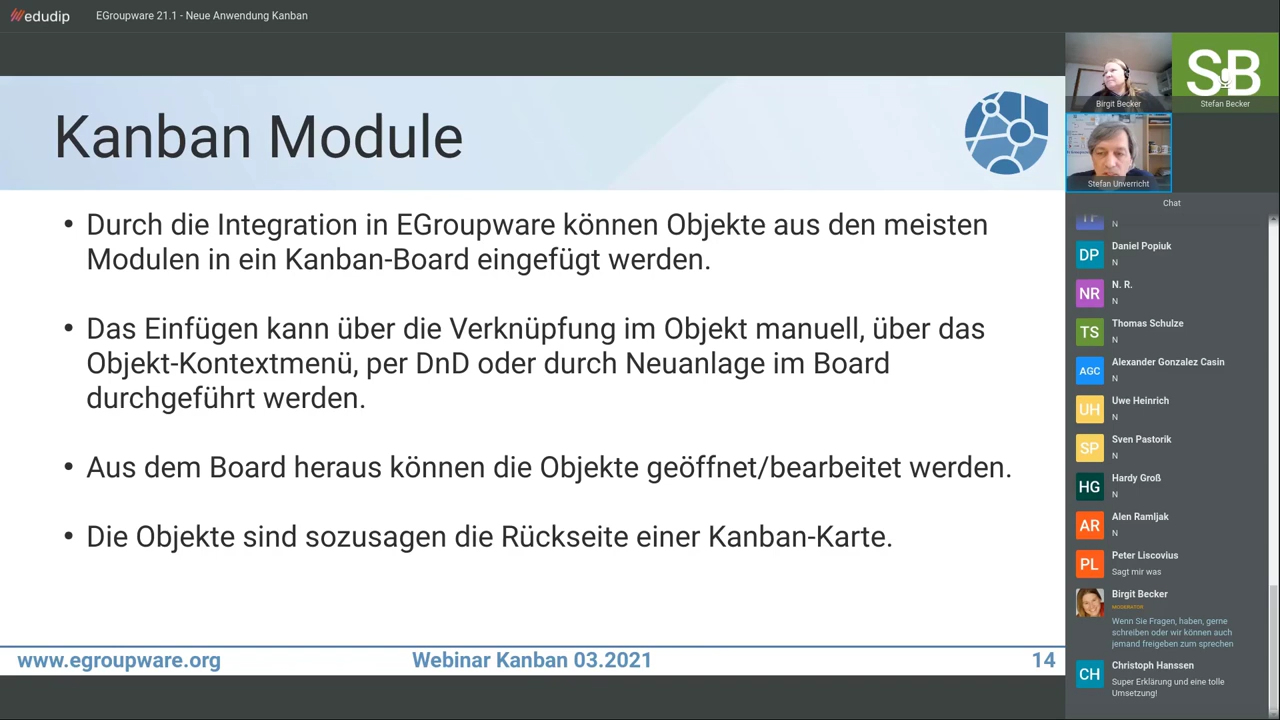 edudip
EGroupware 21.1 - Neue Anwendung Kanban
Kanban Module
• Durch die Integration in EGroupware können Objekte aus den meisten
Modulen in ein Kanban-Board eingefügt werden.
• Das Einfügen kann über die Verknüpfung im Objekt manuell, über das
Objekt-Kontextmenü, per DnD oder durch Neuanlage im Board
durchgeführt werden.
• Aus dem Board heraus können die Objekte geöffnet/bearbeitet werden.
• Die Objekte sind sozusagen die Rückseite einer Kanban-Karte.
www.egroupware.org
Webinar Kanban 03.2021
14
Birgit Becker
SB
Stefan Becker
Stefan Unverricht
Chat
N
DP
Daniel Popiuk
N
NR
N. R.
N
TS
Thomas Schulze
N
AGC
Alexander Gonzalez Casin
N
UH
Uwe Heinrich
N
SP
Sven Pastorik
N
HG
Hardy Groß
N
AR
Alen Ramljak
N
PL
Peter Liscovius
Sagt mir was
Birgit Becker
MODERATOR
Wenn Sie Fragen, haben, gerne
schreiben oder wir können auch
jemand freigeben zum sprechen
CH
Christoph Hanssen
Super Erklärung und eine tolle
Umsetzung!